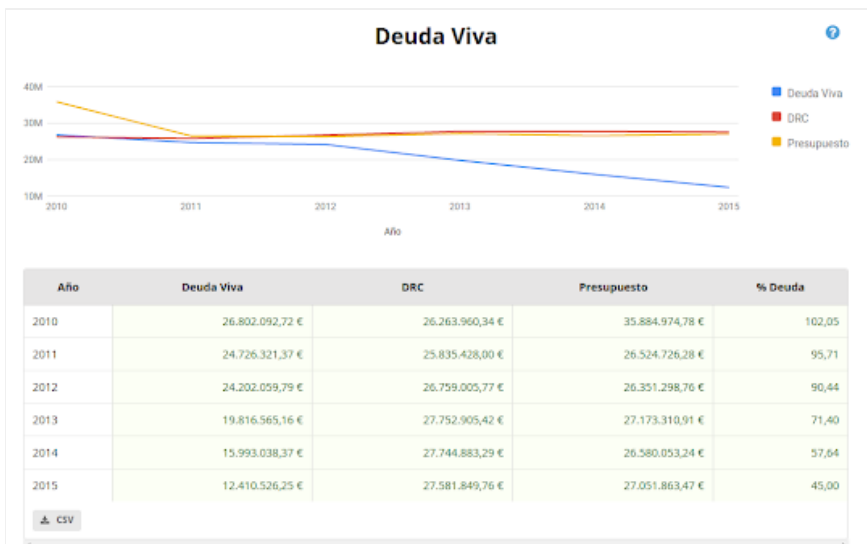 Deuda Viva
?
40M
30M
20M
10M
2010 2011 2012 2013 2014 2015
Año
Deuda Viva
DRC
Presupuesto
Año Deuda Viva DRC Presupuesto % Deuda
2010 26.802.092,72 € 26.263.960,34 € 35.884.974,78 € 102,05
2011 24.726.321,37 € 25.835.428,00 € 26.524.726,28 € 95,71
2012 24.202.059,79 € 26.759.005,77 € 26.351.298,76 € 90,44
2013 19.816.565,16 € 27.752.905,42 € 27.173.310,91 € 71,40
2014 15.993.038,37 € 27.744.883,29 € 26.580.053,24 € 57,64
2015 12.410.526,25 € 27.581.849,76 € 27.051.863,47 € 45,00
CSV